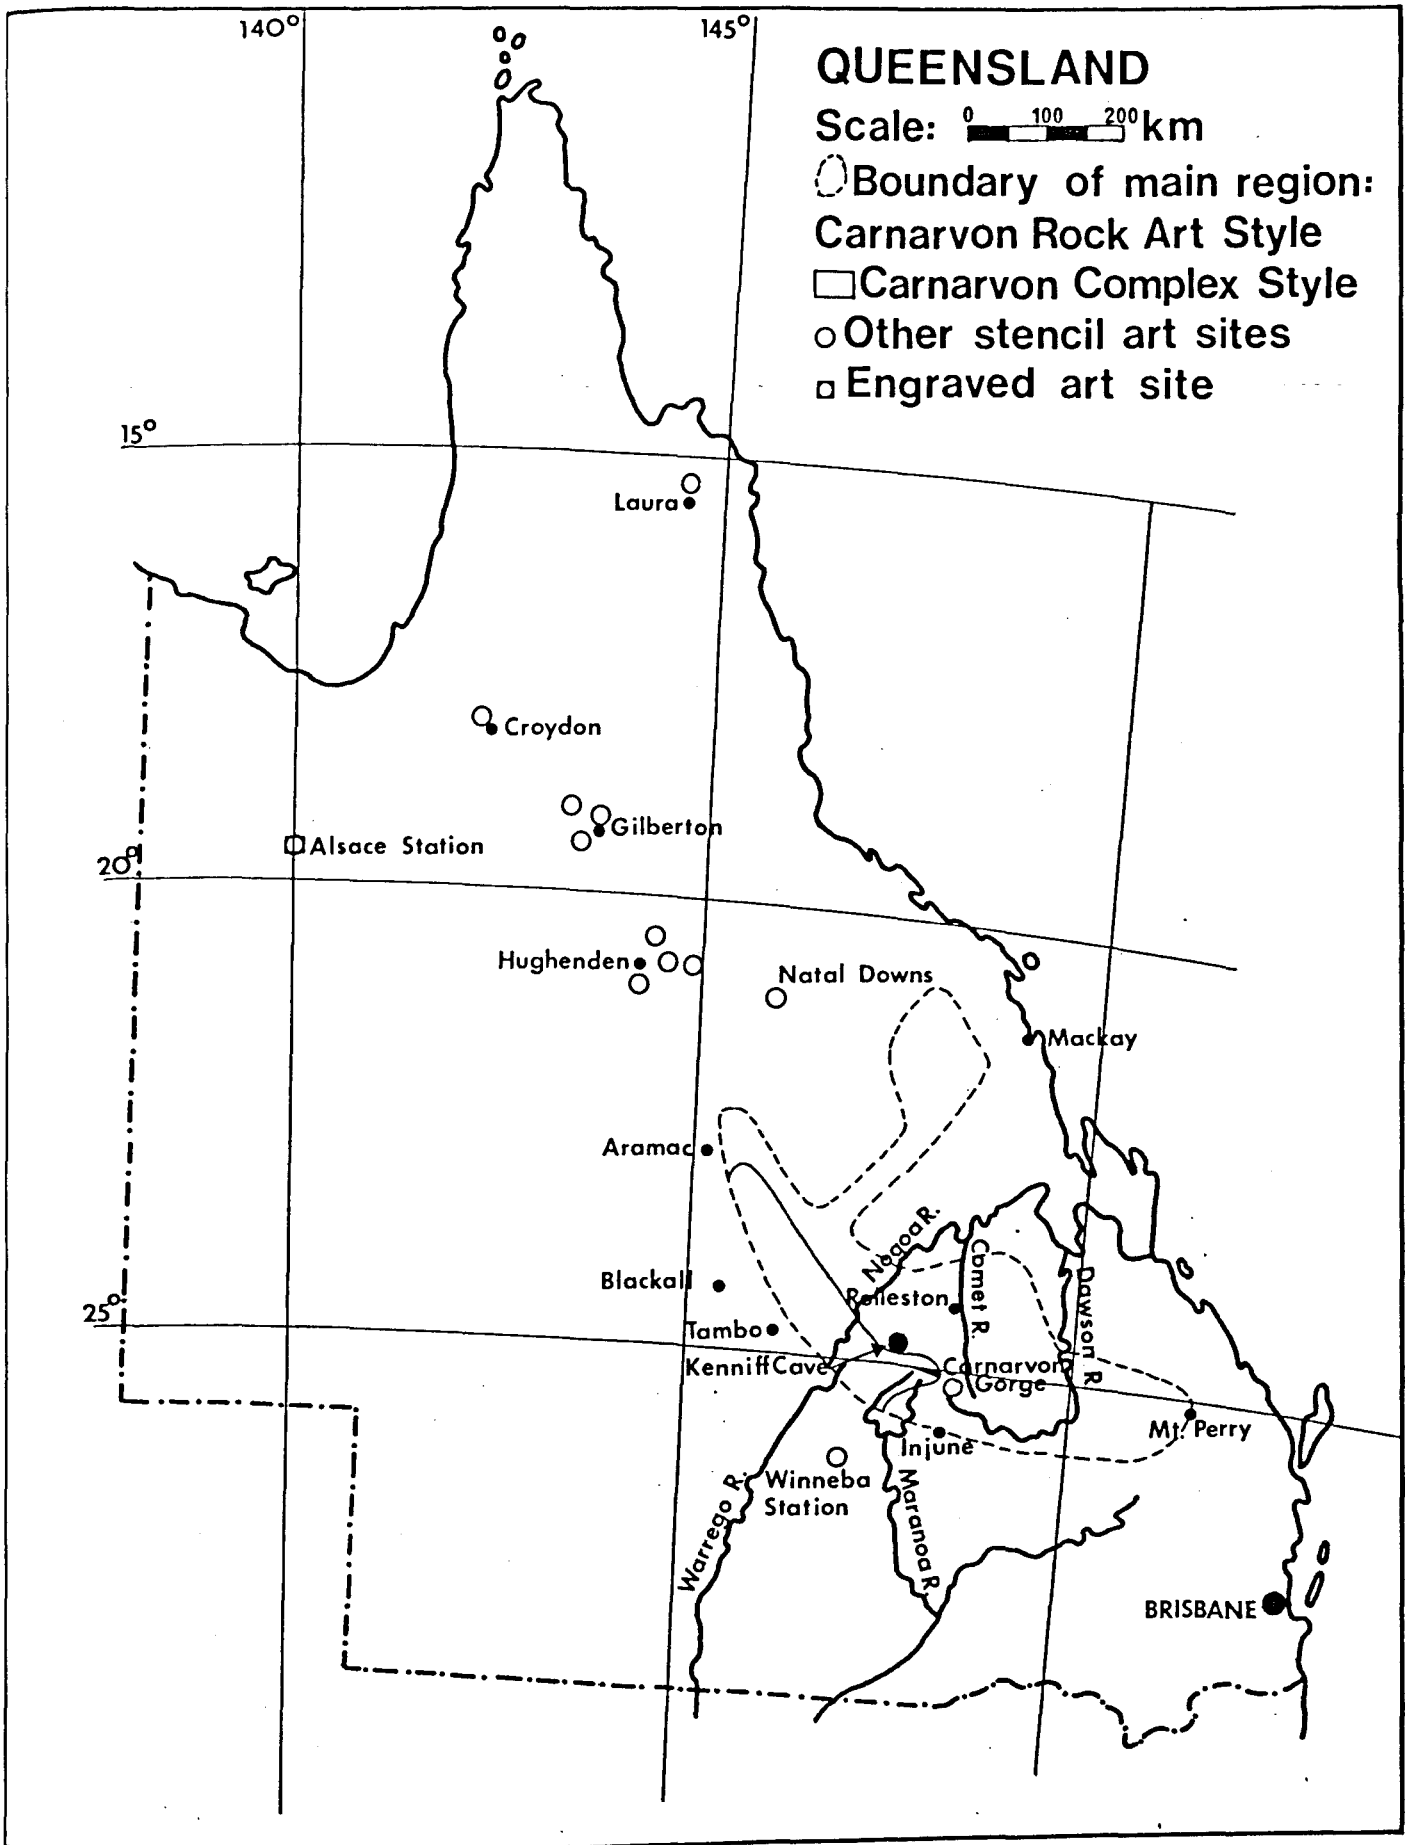 140°
145°
QUEENSLAND
Scale: 0 100 200 km
Boundary of main region:
Carnarvon Rock Art Style
Carnarvon Complex Style
Other stencil art sites
Engraved art site
15°
Laura
Croydon
Gilberton
Alsace Station
20°
Hughenden
Natal Downs
Mackay
Aramac
Nogoa R.
Comet R.
Dawson R
Blackall
Rolleston
25°
Tambo
Kenniff Cave
Carnarvon
Gorge
Mt. Perry
Injune
Winneba
Station
Warrego R.
Maranoa R.
BRISBANE